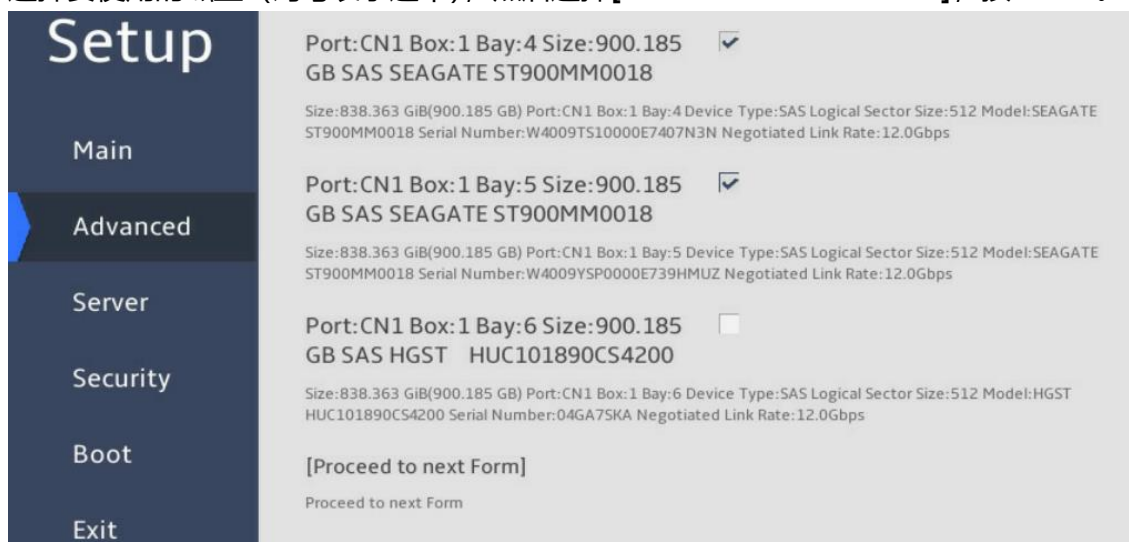 Setup
Main
Advanced
Server
Security
Boot
Exit
Port:CN1 Box:1 Bay:4 Size:900.185
GB SAS SEAGATE ST900MM0018
Size:838.363 GiB(900.185 GB) Port:CN1 Box:1 Bay:4 Device Type:SAS Logical Sector Size:512 Model:SEAGATE
ST900MM0018 Serial Number:W4009TS10000E7407N3N Negotiated Link Rate:12.0Gbps
Port:CN1 Box:1 Bay:5 Size:900.185
GB SAS SEAGATE ST900MM0018
Size:838.363 GiB(900.185 GB) Port:CN1 Box:1 Bay:5 Device Type:SAS Logical Sector Size:512 Model:SEAGATE
ST900MM0018 Serial Number:W4009YSP0000E739HMUZ Negotiated Link Rate:12.0Gbps
Port:CN1 Box:1 Bay:6 Size:900.185
GB SAS HGST HUC101890CS4200
Size:838.363 GiB(900.185 GB) Port:CN1 Box:1 Bay:6 Device Type:SAS Logical Sector Size:512 Model:HGST
HUC101890CS4200 Serial Number:04GA7SKA Negotiated Link Rate:12.0Gbps
[Proceed to next Form]
Proceed to next Form